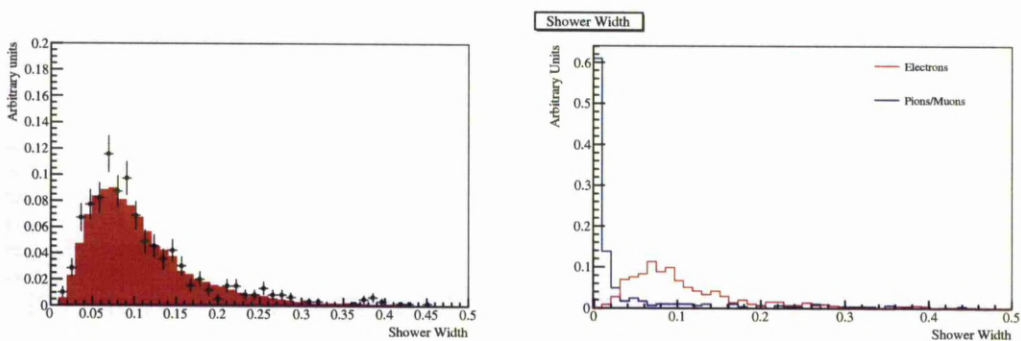 Arbitrary units
0.2
0.18
0.16
0.14
0.12
0.1
0.08
0.06
0.04
0.02
0
0 0.05 0.1 0.15 0.2 0.25 0.3 0.35 0.4 0.45 0.5
Shower Width
Shower Width
Arbitrary Units
0.6
0.5
0.4
0.3
0.2
0.1
0
Electrons
Pions/Muons
0 0.1 0.2 0.3 0.4 0.5
Shower Width